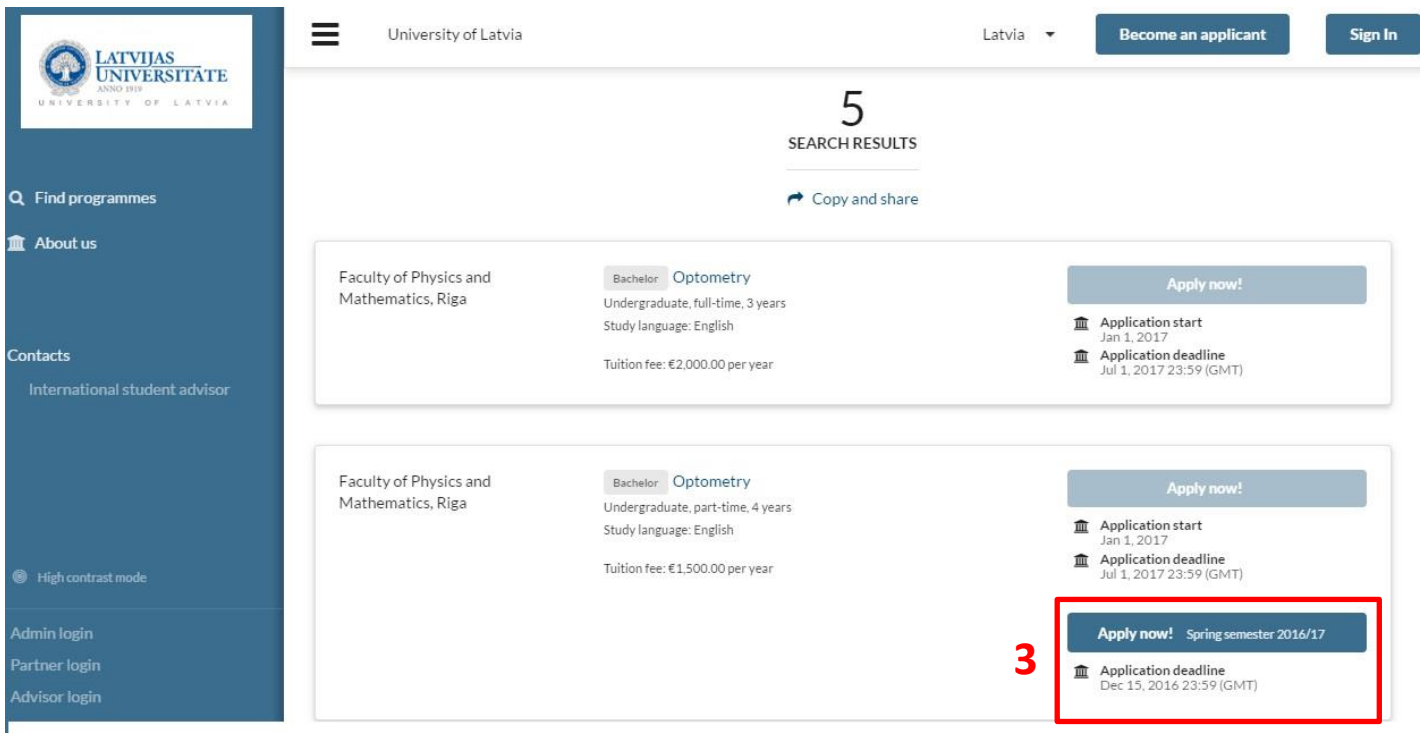 LATVIJAS
UNIVERSITĀTE
ANNO 1919
UNIVERSITY OF LATVIA
Find programmes
About us
Contacts
International student advisor
High contrast mode
Admin login
Partner login
Advisor login
University of Latvia
Latvia
Become an applicant
Sign In
5
SEARCH RESULTS
Copy and share
Faculty of Physics and
Mathematics, Riga
Bachelor Optometry
Undergraduate, full-time, 3 years
Study language: English
Tuition fee: €2,000.00 per year
Apply now!
Application start
Jan 1, 2017
Application deadline
Jul 1, 2017 23:59 (GMT)
Faculty of Physics and
Mathematics, Riga
Bachelor Optometry
Undergraduate, part-time, 4 years
Study language: English
Tuition fee: €1,500.00 per year
Apply now!
Application start
Jan 1, 2017
Application deadline
Jul 1, 2017 23:59 (GMT)
3
Apply now! Spring semester 2016/17
Application deadline
Dec 15, 2016 23:59 (GMT)